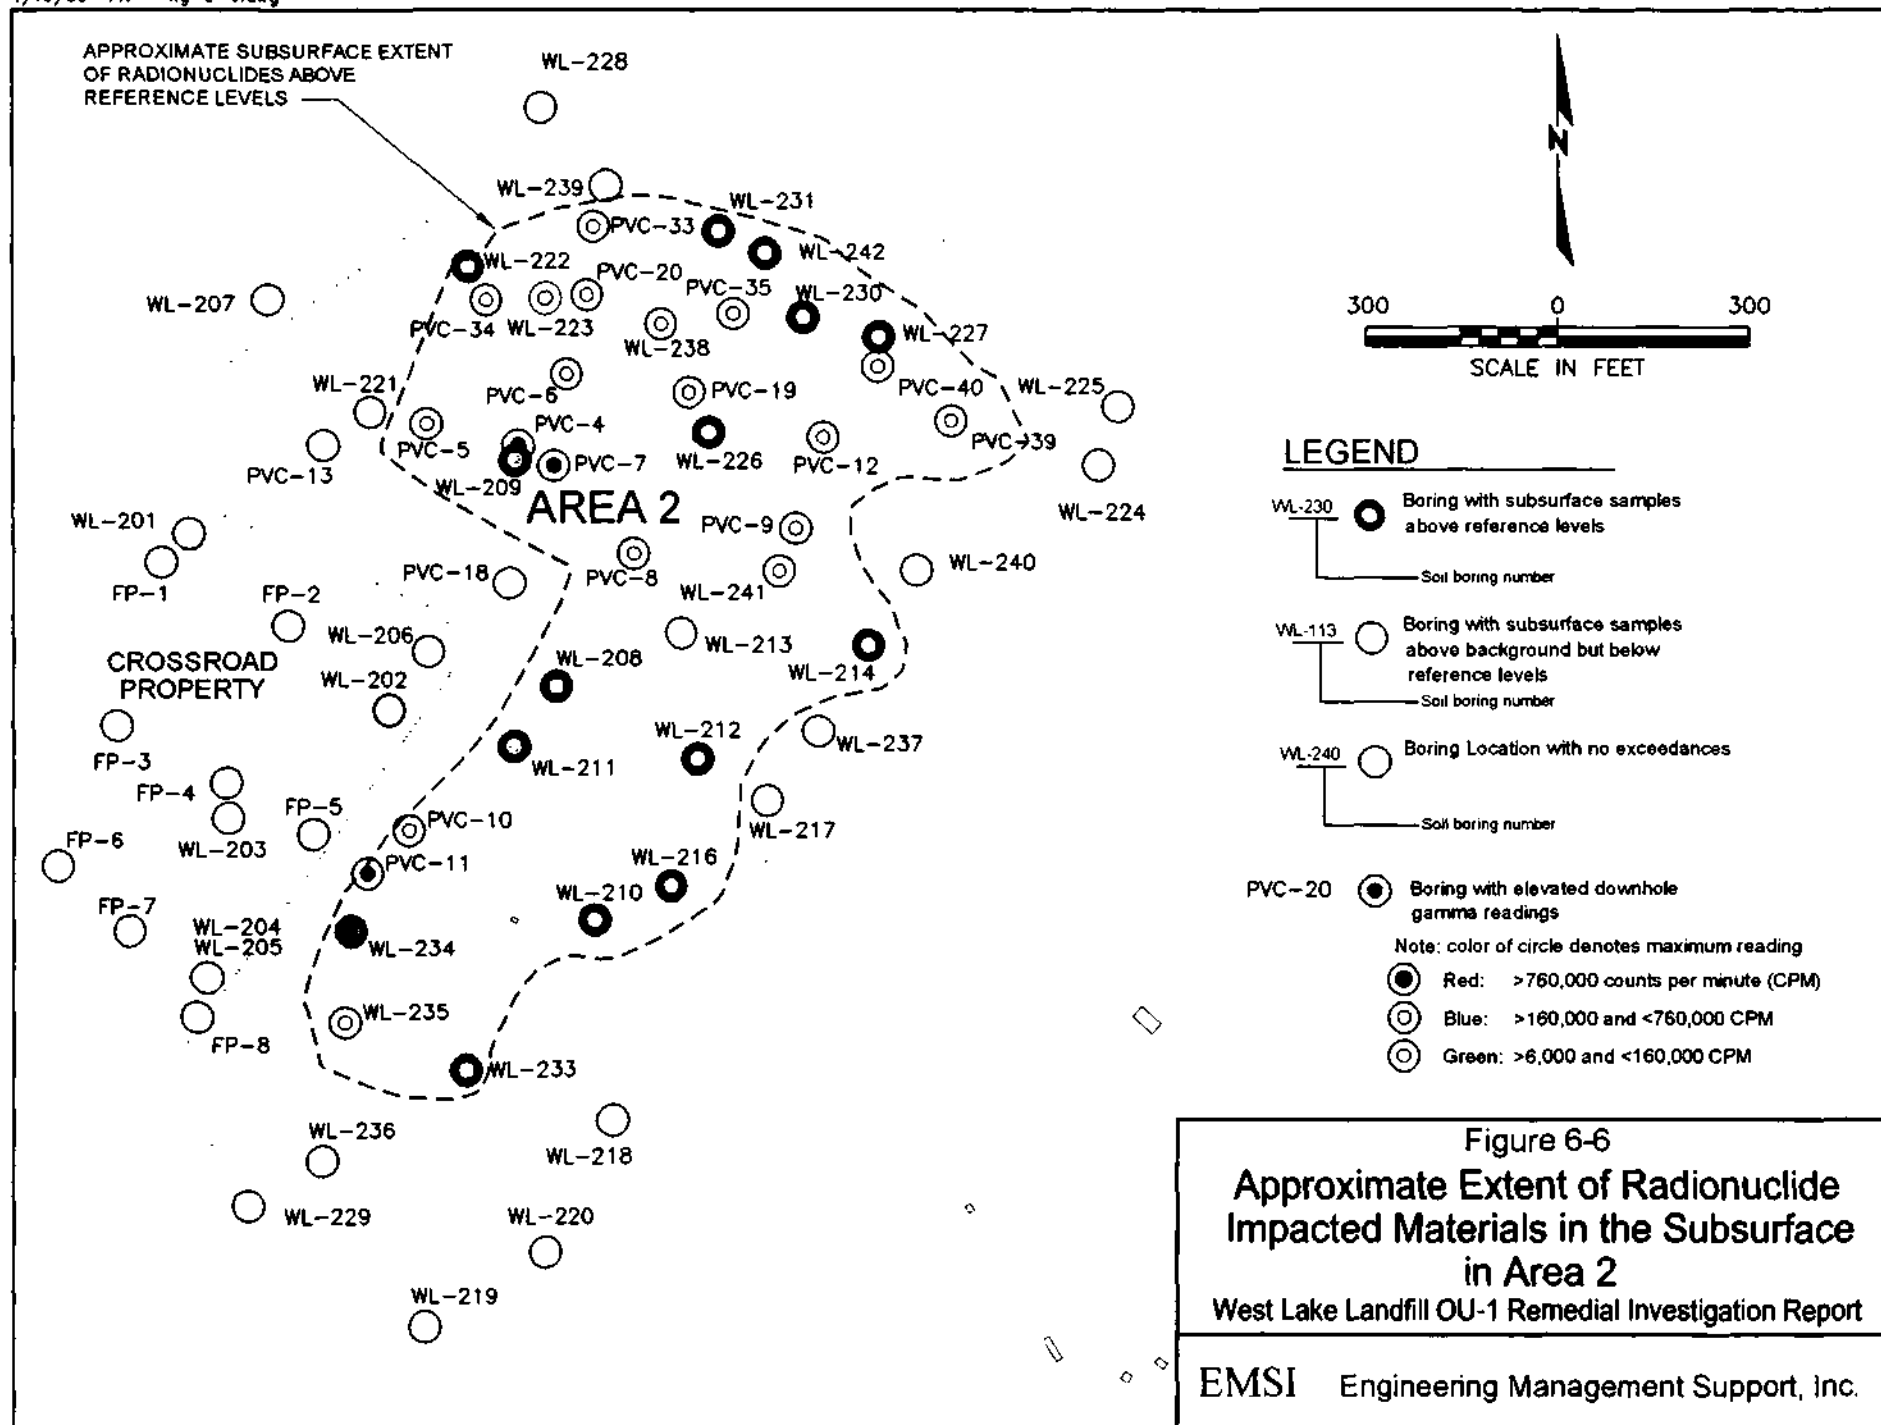 APPROXIMATE SUBSURFACE EXTENT
OF RADIONUCLIDES ABOVE
REFERENCE LEVELS
WL-228
WL-239
WL-231
PVC-33
WL-242
WL-222
PVC-20
PVC-35
WL-230
WL-207
PVC-34
WL-223
WL-238
WL-227
WL-221
PVC-6
PVC-19
PVC-40
WL-225
PVC-5
PVC-4
PVC-39
PVC-13
PVC-7
WL-226
PVC-12
WL-209
AREA 2
WL-224
WL-201
PVC-9
FP-1
FP-2
PVC-18
PVC-8
WL-241
WL-240
WL-206
WL-213
CROSSROAD
PROPERTY
WL-208
WL-214
WL-202
WL-212
WL-237
FP-3
WL-211
FP-4
FP-5
PVC-10
WL-217
FP-6
WL-203
PVC-11
WL-216
WL-210
FP-7
WL-204
WL-205
WL-234
WL-235
FP-8
WL-233
WL-236
WL-218
WL-229
WL-220
WL-219
N
300 0 300
SCALE IN FEET
LEGEND
WL-230
Boring with subsurface samples
above reference levels
Soil boring number
WL-113
Boring with subsurface samples
above background but below
reference levels
Soil boring number
WL-240
Boring Location with no exceedances
Soil boring number
PVC-20
Boring with elevated downhole
gamma readings
Note: color of circle denotes maximum reading
Red: >760,000 counts per minute (CPM)
Blue: >160,000 and <760,000 CPM
Green: >6,000 and <160,000 CPM
Figure 6-6
Approximate Extent of Radionuclide
Impacted Materials in the Subsurface
in Area 2
West Lake Landfill OU-1 Remedial Investigation Report
EMSI Engineering Management Support, Inc.